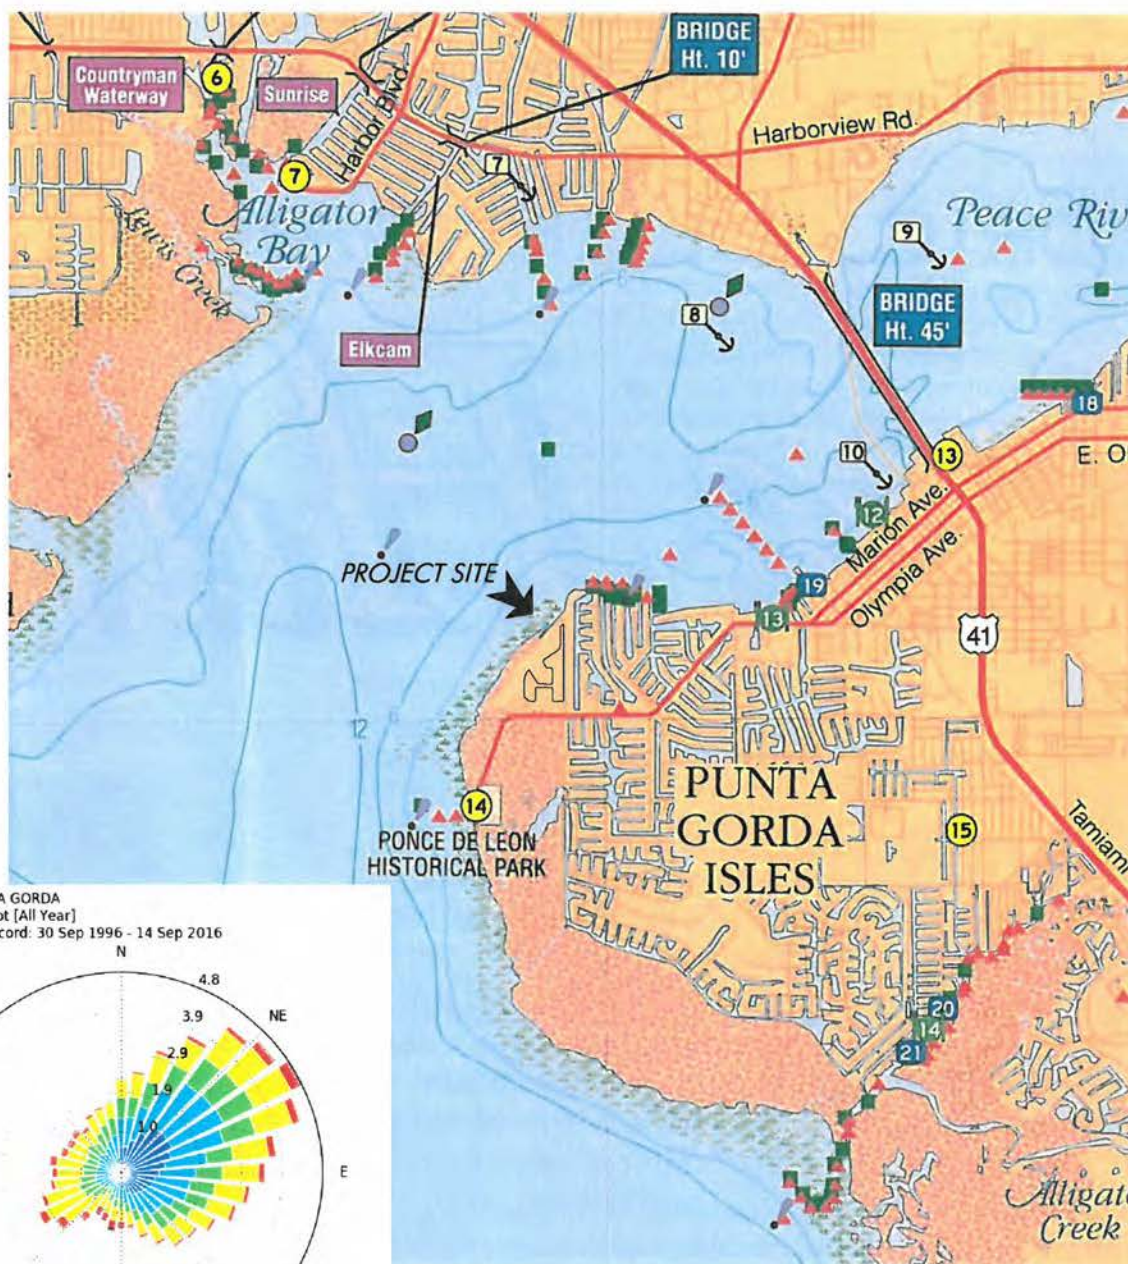 BRIDGE
Ht. 10'
Countryman
Waterway
6
Sunrise
Harbor Blvd.
Harborview Rd.
7
7
Alligator
Bay
Lewis Creek
Peace Riv
9
8
BRIDGE
Ht. 45'
Elkcam
18
10
13
E. O
12
Marion Ave.
Olympia Ave.
PROJECT SITE
19
13
41
12
6
PUNTA
GORDA
ISLES
14
PONCE DE LEON
HISTORICAL PARK
15
Tamiami
A GORDA
ot [All Year]
cord: 30 Sep 1996 - 14 Sep 2016
N
4.8
3.9
NE
2.9
1.9
1.0
E
20
14
21
Alligato
Creek